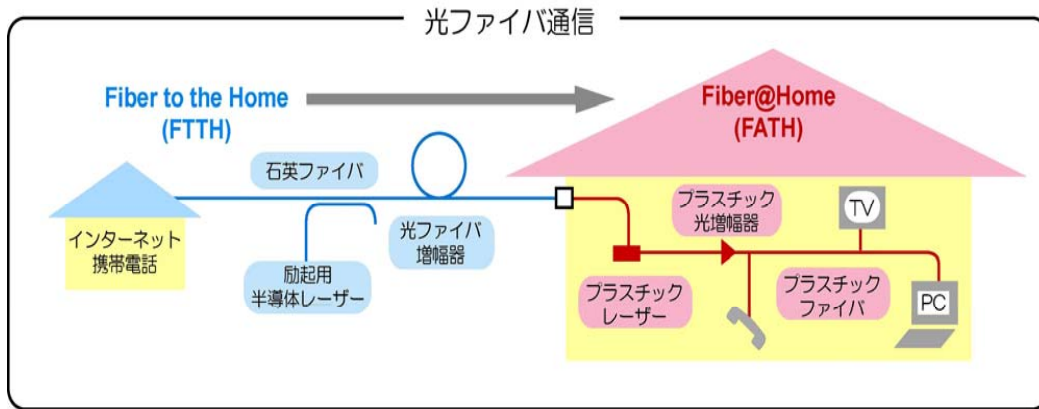 光ファイバ通信
Fiber to the Home
(FTTH)
Fiber@Home
(FATH)
石英ファイバ
インターネット
携帯電話
励起用
半導体レーザー
光ファイバ
増幅器
プラスチック
光増幅器
TV
プラスチック
レーザー
プラスチック
ファイバ
PC